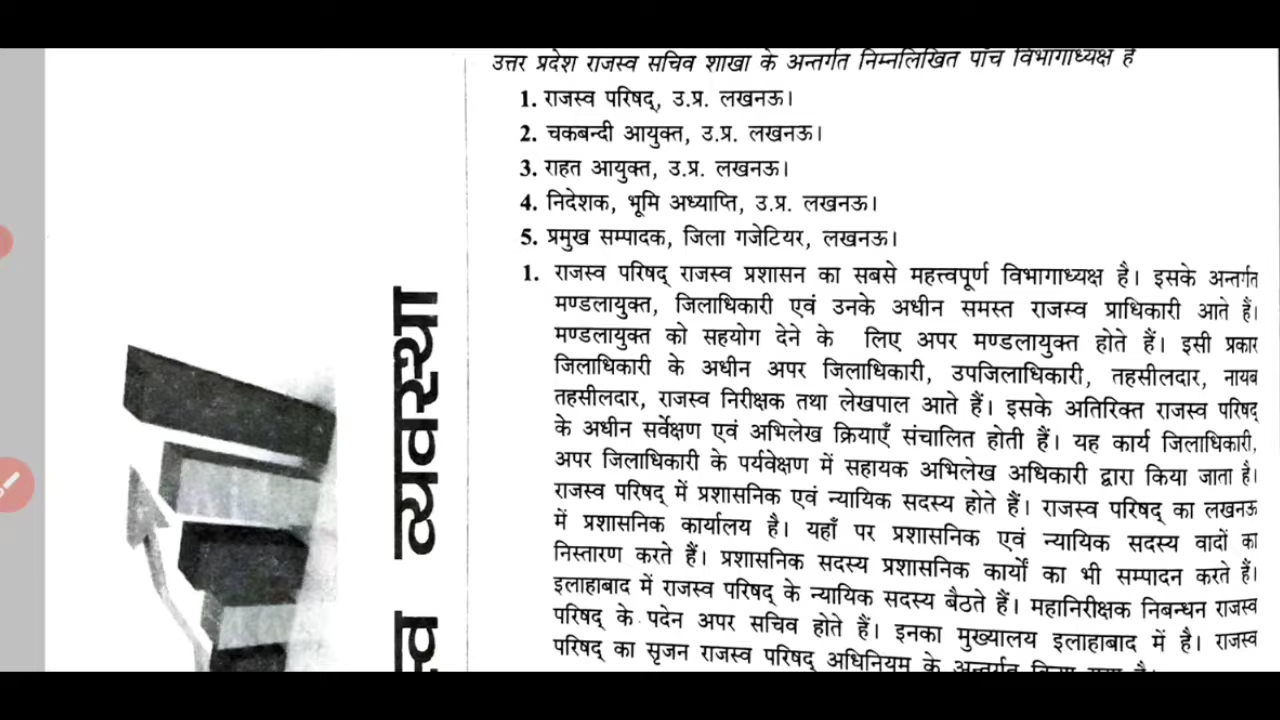 उत्तर प्रदेश राजस्व सचिव शाखा के अन्तर्गत निम्नलिखित पाँच विभागाध्यक्ष हैं
1. राजस्व परिषद्, उ.प्र. लखनऊ।
2. चकबन्दी आयुक्त, उ.प्र. लखनऊ।
3. राहत आयुक्त, उ.प्र. लखनऊ।
4. निदेशक, भूमि अध्याप्ति, उ.प्र. लखनऊ।
5. प्रमुख सम्पादक, जिला गजेटियर, लखनऊ।
1. राजस्व परिषद् राजस्व प्रशासन का सबसे महत्त्वपूर्ण विभागाध्यक्ष है। इसके अन्तर्गत
मण्डलायुक्त, जिलाधिकारी एवं उनके अधीन समस्त राजस्व प्राधिकारी आते हैं।
मण्डलायुक्त को सहयोग देने के लिए अपर मण्डलायुक्त होते हैं। इसी प्रकार
जिलाधिकारी के अधीन अपर जिलाधिकारी, उपजिलाधिकारी, तहसीलदार, नायब
तहसीलदार, राजस्व निरीक्षक तथा लेखपाल आते हैं। इसके अतिरिक्त राजस्व परिषद्
के अधीन सर्वेक्षण एवं अभिलेख क्रियाएँ संचालित होती हैं। यह कार्य जिलाधिकारी,
अपर जिलाधिकारी के पर्यवेक्षण में सहायक अभिलेख अधिकारी द्वारा किया जाता है।
राजस्व परिषद् में प्रशासनिक एवं न्यायिक सदस्य होते हैं। राजस्व परिषद् का लखनऊ
में प्रशासनिक कार्यालय है। यहाँ पर प्रशासनिक एवं न्यायिक सदस्य वादों का
निस्तारण करते हैं। प्रशासनिक सदस्य प्रशासनिक कार्यों का भी सम्पादन करते हैं।
इलाहाबाद में राजस्व परिषद् के न्यायिक सदस्य बैठते हैं। महानिरीक्षक निबन्धन राजस्व
परिषद् के पदेन अपर सचिव होते हैं। इनका मुख्यालय इलाहाबाद में है। राजस्व
परिषद् का सृजन राजस्व परिषद् अधिनियम के अन्तर्गत
व्यवस्था